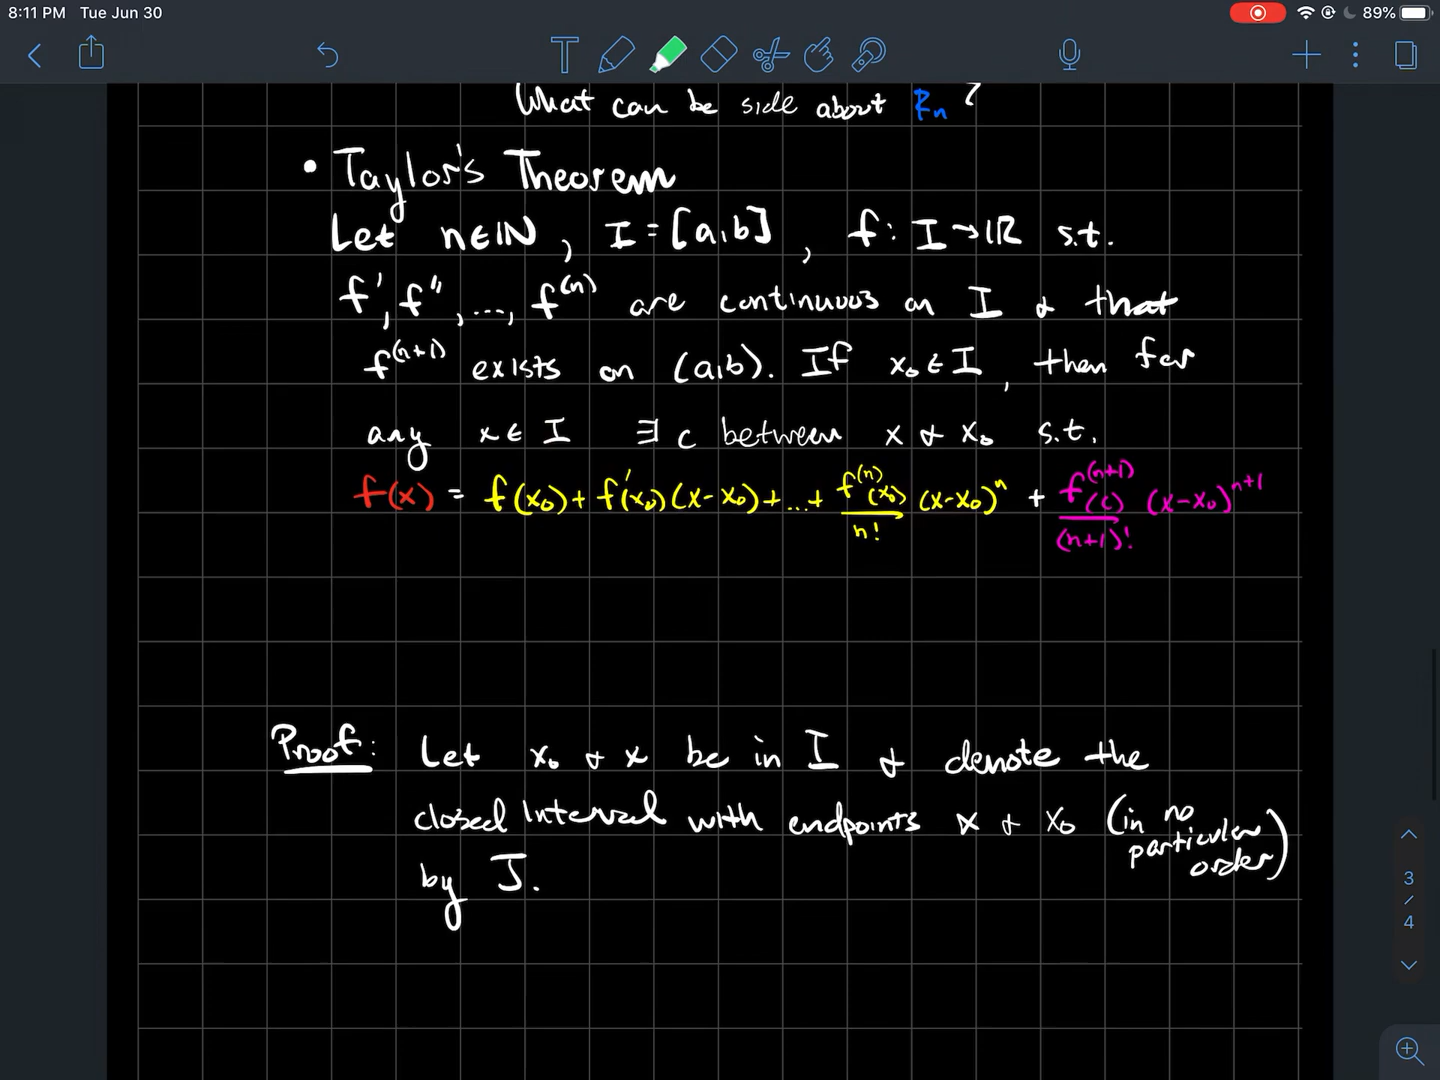 8:11 PM Tue Jun 30
89%
What can be side about Rn ?
• Taylor's Theorem
Let n∈ℕ, I = [a,b], f: I→ℝ s.t.
f', f'', ..., f^(n) are continuous on I & that
f^(n+1) exists on (a,b). If x₀ ∈ I, then for
any x ∈ I ∃ c between x & x₀ s.t.
f(x) = f(x₀) + f'(x₀)(x-x₀) + ... + f^(n)(x₀)/n! (x-x₀)^n + f^(n+1)(c)/(n+1)! (x-x₀)^(n+1)
Proof: Let x₀ & x be in I & denote the
closed interval with endpoints x & x₀ (in no particular order)
by J.
3 / 4